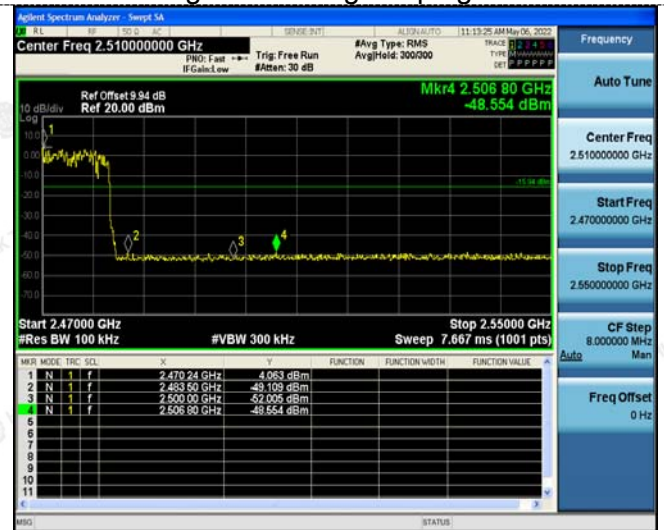 Agilent Spectrum Analyzer - Swept SA
RL RF 50 Ω AC SENSE:INT ALIGN AUTO 11:13:25 AM May 06, 2022
Center Freq 2.510000000 GHz
PNO: Fast
IFGain:Low
Trig: Free Run
#Atten: 30 dB
#Avg Type: RMS
Avg|Hold: 300/300
TRACE 1 2 3 4 5 6
TYPE
DET P P P P P P
Frequency
Auto Tune
Center Freq
2.510000000 GHz
Start Freq
2.470000000 GHz
Stop Freq
2.550000000 GHz
CF Step
8.000000 MHz
Auto Man
Freq Offset
0 Hz
Mkr4 2.506 80 GHz
-48.554 dBm
Ref Offset 9.94 dB
10 dB/div Ref 20.00 dBm
Log
10.0
0.00
-10.0
-20.0
-30.0
-40.0
-50.0
-60.0
-70.0
1
2
3
4
Start 2.47000 GHz Stop 2.55000 GHz
#Res BW 100 kHz #VBW 300 kHz Sweep 7.667 ms (1001 pts)
MKR MODE TRC SCL X Y FUNCTION FUNCTION WIDTH FUNCTION VALUE
1 N 1 f 2.470 24 GHz 4.063 dBm
2 N 1 f 2.483 50 GHz -49.109 dBm
3 N 1 f 2.500 00 GHz -52.005 dBm
4 N 1 f 2.506 80 GHz -48.554 dBm
5
6
7
8
9
10
11
MSG STATUS